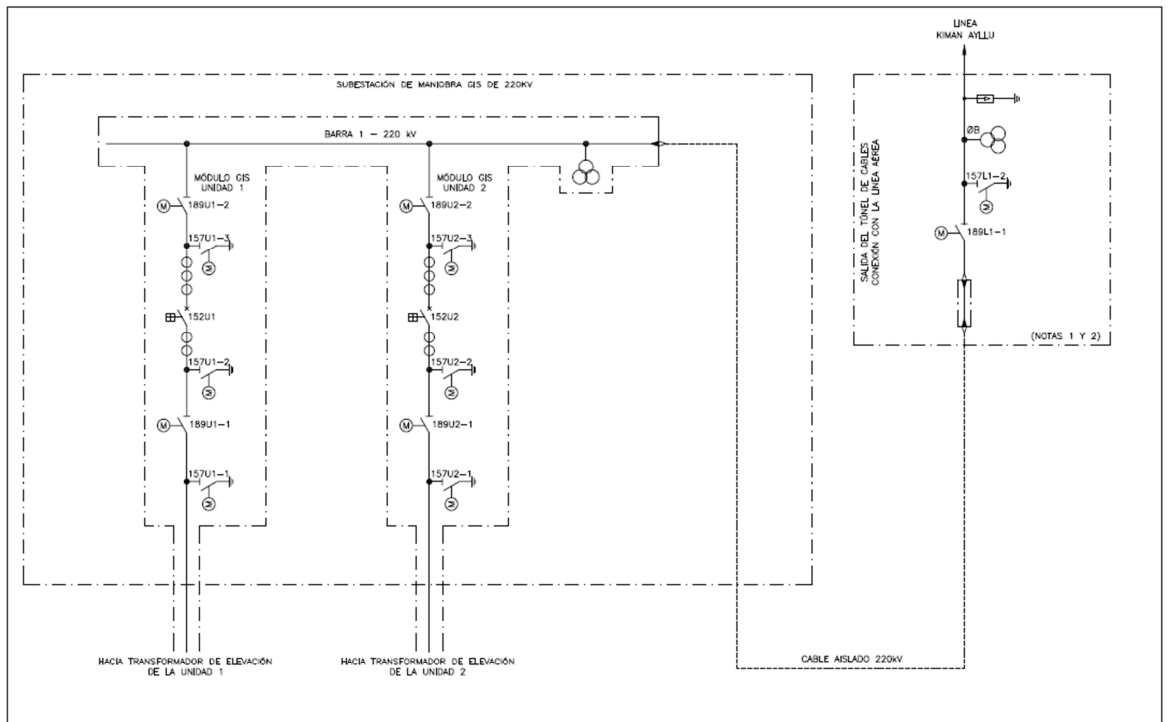 LINEA
KIMAN AYLLU
SUBESTACIÓN DE MANIOBRA GIS DE 220KV
BARRA 1 - 220 kV
MÓDULO GIS
UNIDAD 1
M
189U1-2
157U1-3
M
152U1
157U1-2
M
M
189U1-1
157U1-1
M
MÓDULO GIS
UNIDAD 2
M
189U2-2
157U2-3
M
152U2
157U2-2
M
M
189U2-1
157U2-1
M
HACIA TRANSFORMADOR DE ELEVACIÓN
DE LA UNIDAD 1
HACIA TRANSFORMADOR DE ELEVACIÓN
DE LA UNIDAD 2
CABLE AISLADO 220kV
SALIDA DEL TÚNEL DE CABLES
CONEXIÓN CON LA LINEA AÉREA
ØB
157L1-2
M
M
189L1-1
(NOTAS 1 Y 2)